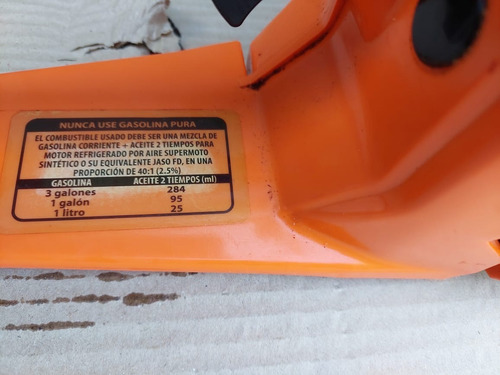 NUNCA USE GASOLINA PURA
EL COMBUSTIBLE USADO DEBE SER UNA MEZCLA DE
GASOLINA CORRIENTE + ACEITE 2 TIEMPOS PARA
MOTOR REFRIGERADO POR AIRE SUPERMOTO
SINTÉTICO O SU EQUIVALENTE JASO FD, EN UNA
PROPORCIÓN DE 40:1 (2.5%)
GASOLINA ACEITE 2 TIEMPOS (ml)
3 galones 284
1 galón 95
1 litro 25